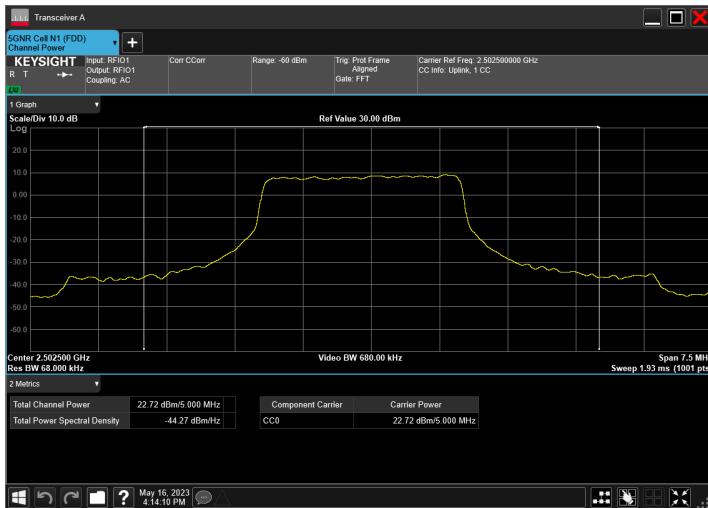 Transceiver A
5GNR Cell N1 (FDD)
Channel Power
KEYSIGHT
R T
LXI
Input: RFIO1
Output: RFIO1
Coupling: AC
Corr CCorr
Range: -60 dBm
Trig: Prot Frame
Aligned
Gate: FFT
Carrier Ref Freq: 2.502500000 GHz
CC Info: Uplink, 1 CC
1 Graph
Scale/Div 10.0 dB
Ref Value 30.00 dBm
Log
20.0
10.0
0.00
-10.0
-20.0
-30.0
-40.0
-50.0
-60.0
Center 2.502500 GHz
Video BW 680.00 kHz
Span 7.5 MH
Res BW 68.000 kHz
Sweep 1.93 ms (1001 pts
2 Metrics
Total Channel Power 22.72 dBm/5.000 MHz
Total Power Spectral Density -44.27 dBm/Hz
Component Carrier Carrier Power
CC0 22.72 dBm/5.000 MHz
?
May 16, 2023
4:14:10 PM